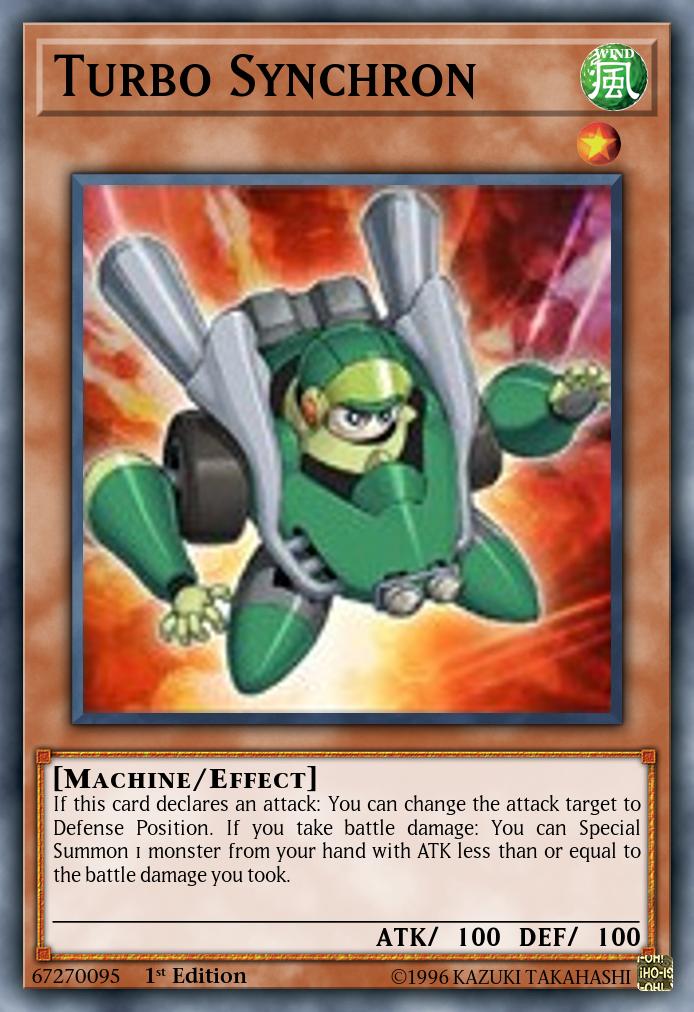 Turbo Synchron
WIND
風
[Machine/Effect]
If this card declares an attack: You can change the attack target to
Defense Position. If you take battle damage: You can Special
Summon 1 monster from your hand with ATK less than or equal to
the battle damage you took.
ATK/ 100 DEF/ 100
67270095 1st Edition ©1996 KAZUKI TAKAHASHI